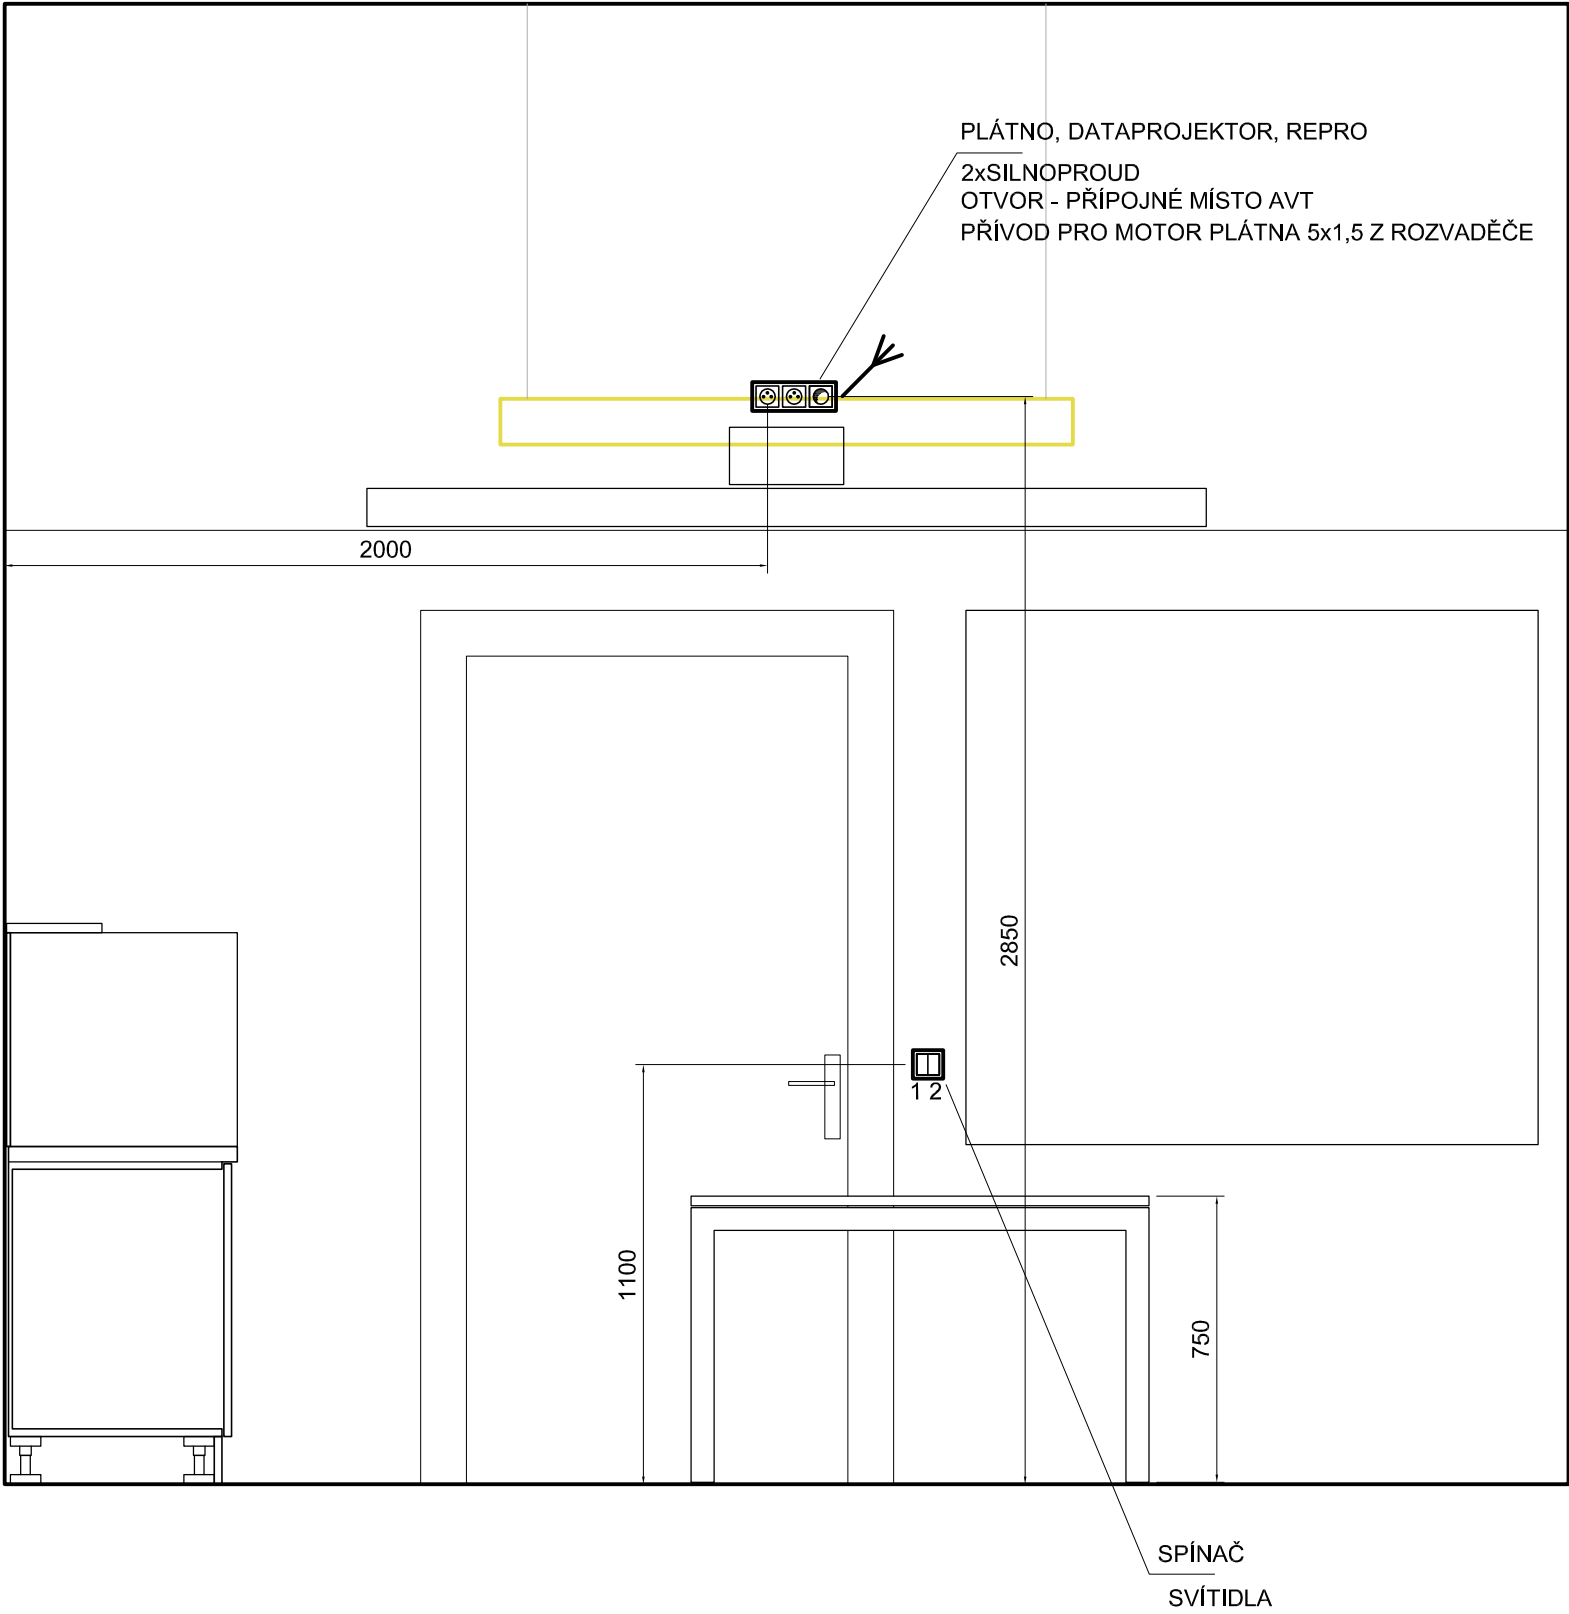 PLÁTNO, DATAPROJEKTOR, REPRO
2xSILNOPROUD
OTVOR - PŘÍPOJNÉ MÍSTO AVT
PŘÍVOD PRO MOTOR PLÁTNA 5x1,5 Z ROZVADĚČE
2000
2850
1 2
1100
750
SPÍNAČ
SVÍTIDLA